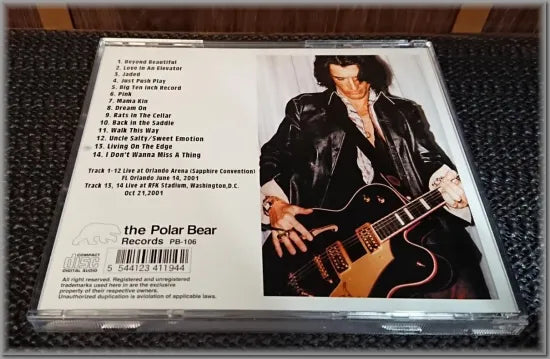 1. Beyond Beautiful
2. Love In An Elevator
3. Jaded
4. Just Push Play
5. Big Ten inch Record
6. Pink
7. Mama Kin
8. Dream On
9. Rats In The Cellar
10. Back in the Saddle
11. Walk This Way
12. Uncle Salty/Sweet Emotion
13. Living On The Edge
14. I Don't Wanna Miss A Thing
Track 1-12 Live at Orlando Arena (Sapphire Convention)
FL Orlando June 14, 2001
Track 13, 14 Live at RFK Stadium, Washington,D.C.
Oct 21,2001
the Polar Bear
Records PB-106
COMPACT
disc
DIGITAL AUDIO
5 544123 411944
All right reserved. Registered and unregistered
trademarks used here in are the exclusive
property of their respective owners.
Unauthorized duplication is aviolation of applicable laws.